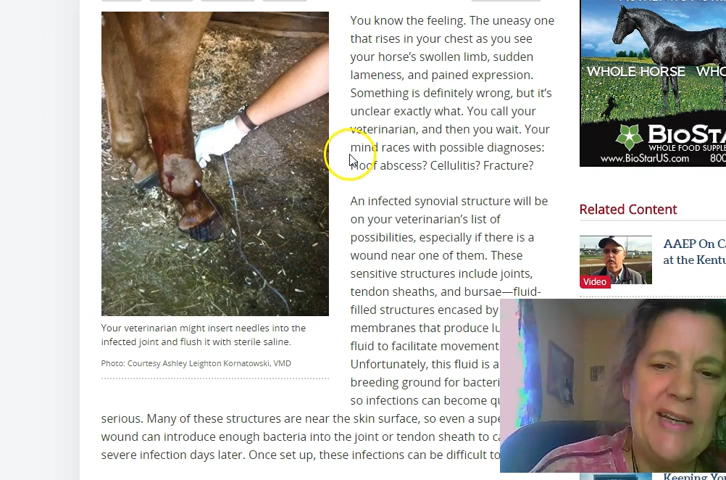 You know the feeling. The uneasy one
that rises in your chest as you see
your horse's swollen limb, sudden
lameness, and pained expression.
Something is definitely wrong, but it's
unclear exactly what. You call your
veterinarian, and then you wait. Your
mind races with possible diagnoses:
Hoof abscess? Cellulitis? Fracture?
An infected synovial structure will be
on your veterinarian's list of
possibilities, especially if there is a
wound near one of them. These
sensitive structures include joints,
tendon sheaths, and bursae—fluid-
filled structures encased by
membranes that produce
fluid to facilitate movement
Unfortunately, this fluid is a
breeding ground for
so infections can become
serious. Many of these structures are near the skin surface, so even a
wound can introduce enough bacteria into the joint or tendon sheath to
severe infection days later. Once set up, these infections can be difficult to
Your veterinarian might insert needles into the
infected joint and flush it with sterile saline.
Photo: Courtesy Ashley Leighton Kornatowski, VMD
WHOLE HORSE WHO
BIOSTA
WHOLE FOOD SUPPLE
www.BioStarUS.com 800
Related Content
AAEP On
at the
Video
Keeping